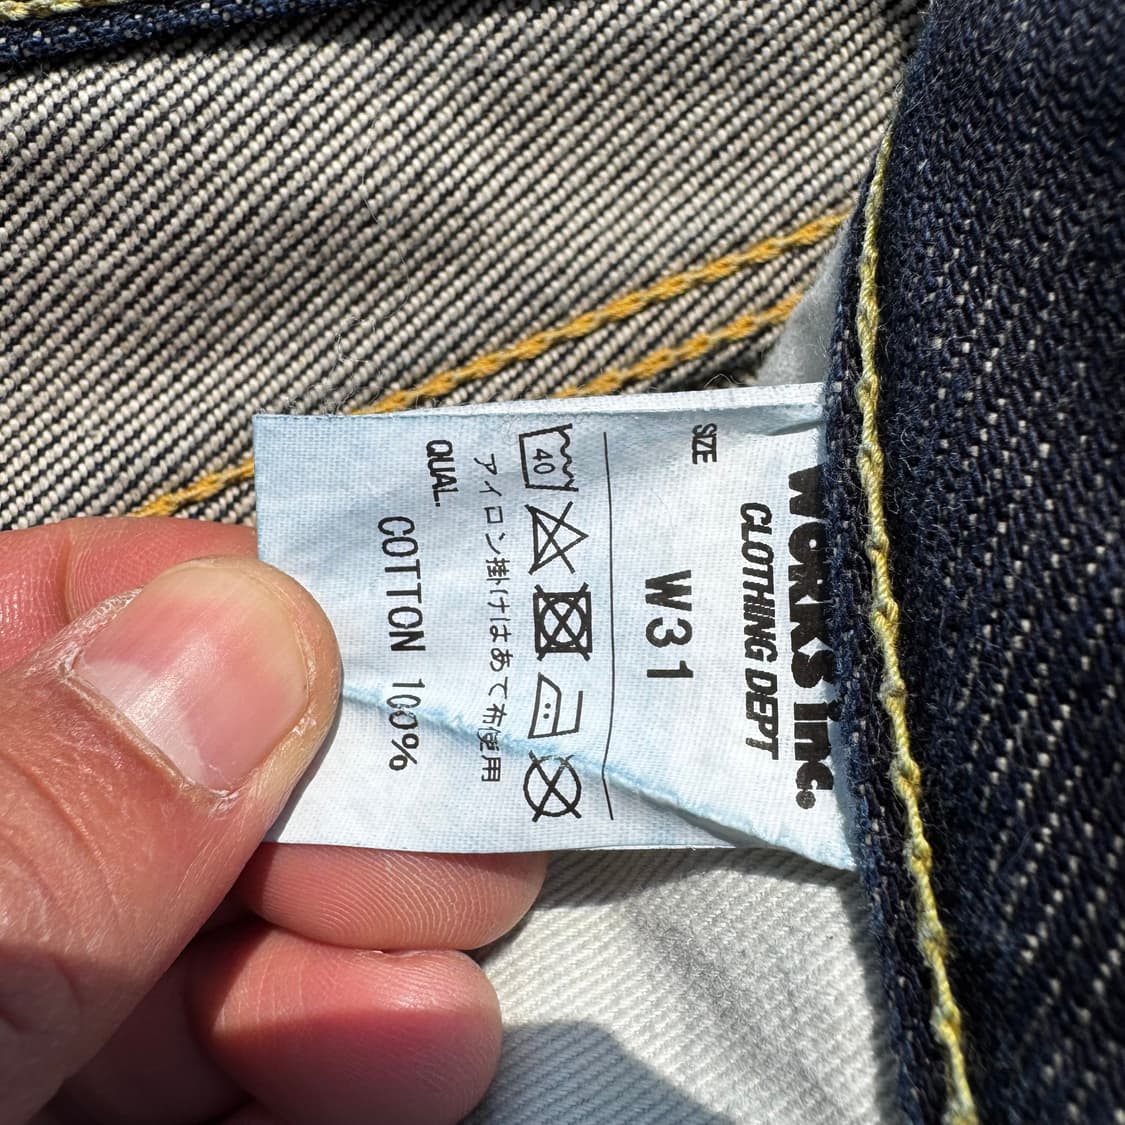 Works inc.
CLOTHING DEPT
SIZE
W31
40
アイロン掛けはあて布使用
QUAL.
COTTON 100%